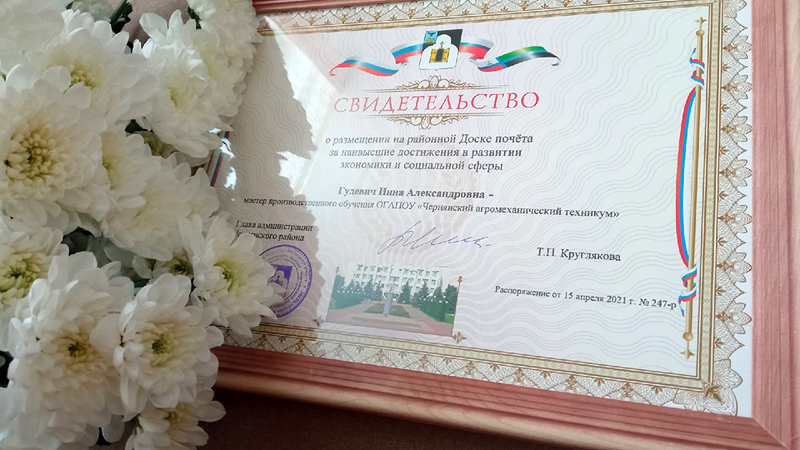 СВИДЕТЕЛЬСТВО
о размещении на районной Доске почёта
за наивысшие достижения в развитии
экономики и социальной сферы
Гудевич Инна Александровна –
мастер производственного обучения ОГАПОУ «Чернянский агромеханический техникум»
Глава администрации
района
Т.П. Круглякова
Распоряжение от 15 апреля 2021 г. № 247-р